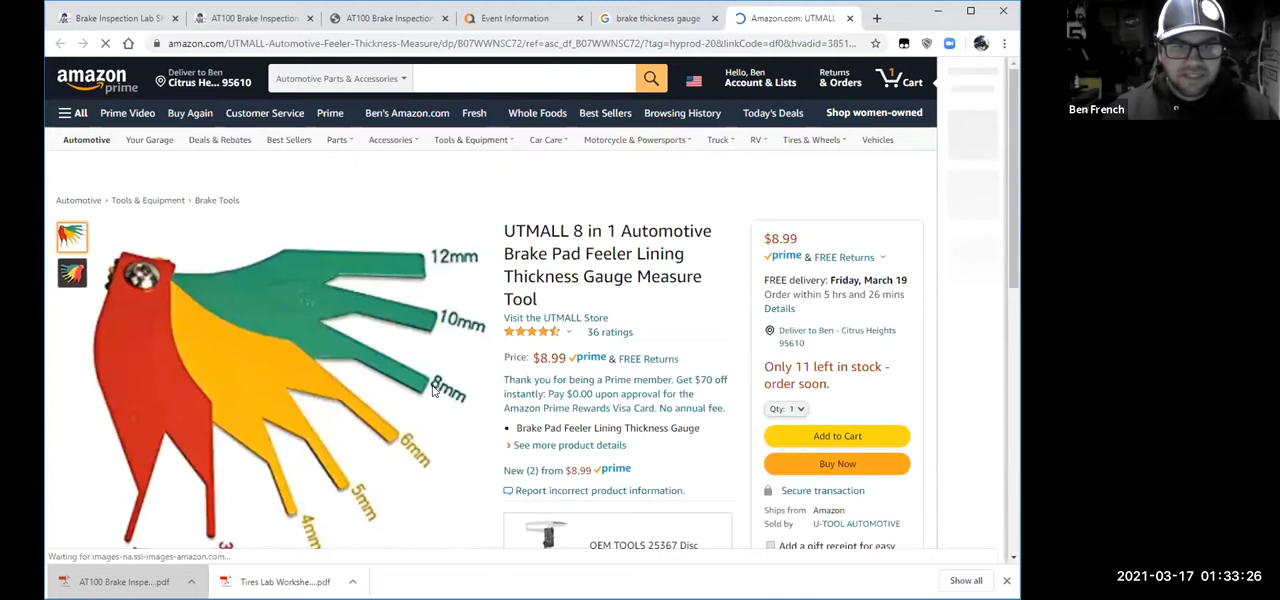 Brake Inspection Lab Sh
AT100 Brake Inspection
AT100 Brake Inspection
Event Information
brake thickness gauge
Amazon.com: UTMALL
amazon.com/UTMALL-Automotive-Feeler-Thickness-Measure/dp/B07WWNSC72/ref=asc_df_B07WWNSC72/?tag=hyprod-20&linkCode=df0&hvadid=3851...
amazon prime
Deliver to Ben
Citrus He... 95610
Automotive Parts & Accessories
Hello, Ben
Account & Lists
Returns
& Orders
1
Cart
All Prime Video Buy Again Customer Service Prime Ben's Amazon.com Fresh Whole Foods Best Sellers Browsing History Today's Deals Shop women-owned
Automotive Your Garage Deals & Rebates Best Sellers Parts Accessories Tools & Equipment Car Care Motorcycle & Powersports Truck RV Tires & Wheels Vehicles
Automotive › Tools & Equipment › Brake Tools
12mm
10mm
8mm
6mm
5mm
4mm
3
UTMALL 8 in 1 Automotive
Brake Pad Feeler Lining
Thickness Gauge Measure
Tool
Visit the UTMALL Store
36 ratings
Price: $8.99 prime & FREE Returns
Thank you for being a Prime member. Get $70 off
instantly: Pay $0.00 upon approval for the
Amazon Prime Rewards Visa Card. No annual fee.
• Brake Pad Feeler Lining Thickness Gauge
› See more product details
New (2) from $8.99 prime
Report incorrect product information.
OEM TOOLS 25367 Disc
$8.99
prime & FREE Returns
FREE delivery: Friday, March 19
Order within 5 hrs and 26 mins
Details
Deliver to Ben - Citrus Heights
95610
Only 11 left in stock -
order soon.
Qty: 1
Add to Cart
Buy Now
Secure transaction
Ships from Amazon
Sold by U-TOOL AUTOMOTIVE
Add a gift receipt for easy
Waiting for images-na.ssl-images-amazon.com...
AT100 Brake Inspe....pdf
Tires Lab Workshe....pdf
Show all
Ben French
2021-03-17 01:33:26